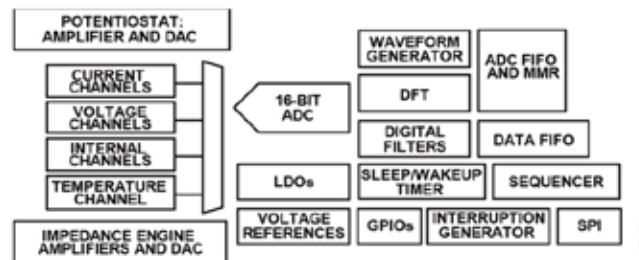 POTENTIOSTAT:
AMPLIFIER AND DAC
CURRENT
CHANNELS
VOLTAGE
CHANNELS
INTERNAL
CHANNELS
TEMPERATURE
CHANNEL
IMPEDANCE ENGINE
AMPLIFIERS AND DAC
16-BIT
ADC
WAVEFORM
GENERATOR
ADC FIFO
AND MMR
DFT
DIGITAL
FILTERS
DATA FIFO
LDOs
SLEEP/WAKEUP
TIMER
SEQUENCER
VOLTAGE
REFERENCES
GPIOs
INTERRUPTION
GENERATOR
SPI